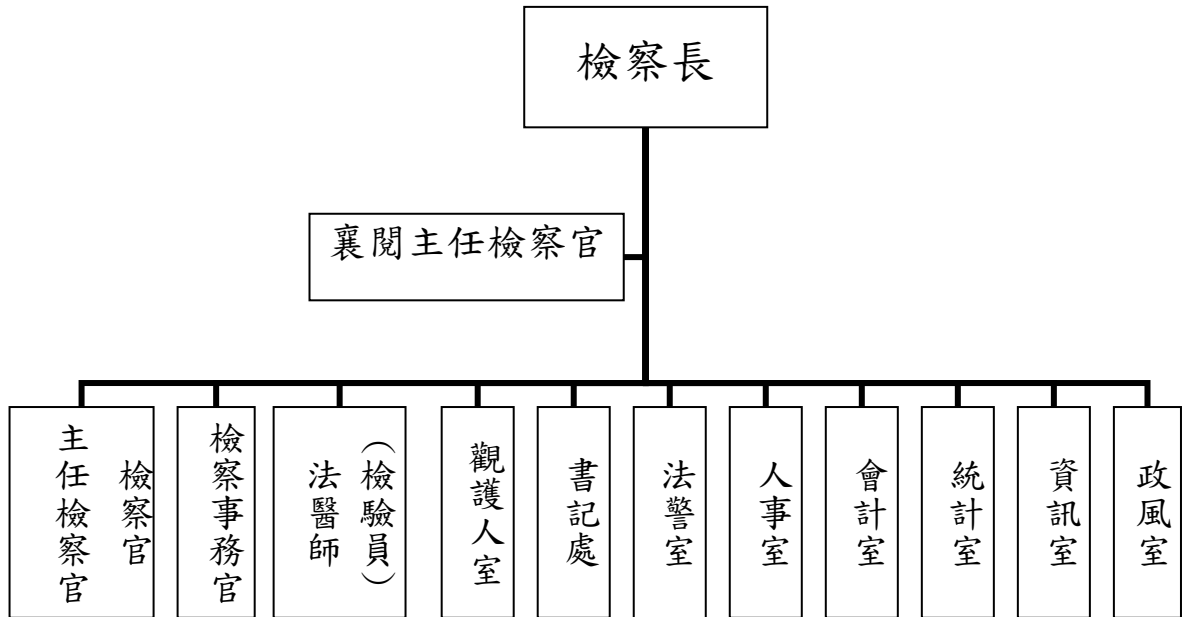 檢察長
襄閱主任檢察官
主任檢察官
檢察官
檢察事務官
法醫師
（檢驗員）
觀護人室
書記處
法警室
人事室
會計室
統計室
資訊室
政風室